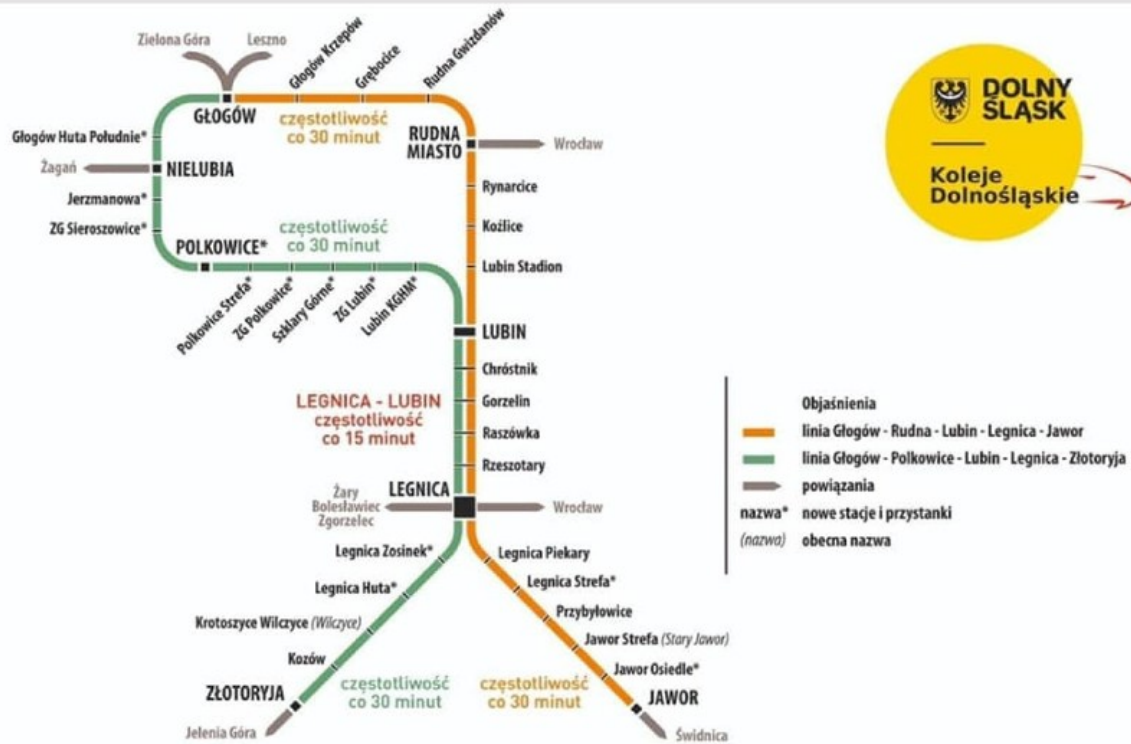 Zielona Góra
Leszno
Głogów Krzepów
Grębocice
Rudna Gwizdanów
GŁOGÓW
częstotliwość
co 30 minut
RUDNA
MIASTO
Wrocław
DOLNY
ŚLĄSK
Koleje
Dolnośląskie
Głogów Huta Południe*
Żagań
NIELUBIA
Jerzmanowa*
ZG Sieroszowice*
POLKOWICE*
częstotliwość
co 30 minut
Rynarcice
Koźlice
Lubin Stadion
Polkowice Strefa*
ZG Polkowice*
Szklary Górne*
ZG Lubin*
Lubin KGHM*
LUBIN
Chróstnik
Gorzelin
Raszówka
Rzeszotary
LEGNICA - LUBIN
częstotliwość
co 15 minut
LEGNICA
Żary
Bolesławiec
Zgorzelec
Wrocław
Legnica Zosinek*
Legnica Huta*
Krotoszyce Wilczyce (Wilczyce)
Kozów
ZŁOTORYJA
Jelenia Góra
częstotliwość
co 30 minut
Legnica Piekary
Legnica Strefa*
Przybyłowice
Jawor Strefa (Stary Jawor)
Jawor Osiedle*
częstotliwość
co 30 minut
JAWOR
Świdnica
Objaśnienia
linia Głogów - Rudna - Lubin - Legnica - Jawor
linia Głogów - Polkowice - Lubin - Legnica - Złotoryja
powiązania
nazwa* nowe stacje i przystanki
(nazwa) obecna nazwa